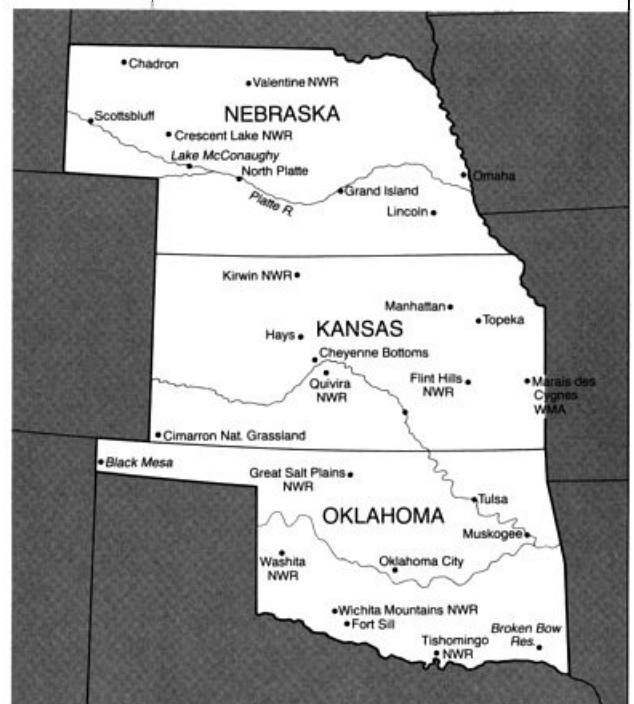 Chadron
Valentine NWR
NEBRASKA
Scottsbluff
Crescent Lake NWR
Lake McConaughy
North Platte
Omaha
Platte R.
Grand Island
Lincoln
Kirwin NWR
Manhattan
Topeka
Hays
KANSAS
Cheyenne Bottoms
Quivira
NWR
Flint Hills
NWR
Marais des
Cygnes
WMA
Cimarron Nat. Grassland
Black Mesa
Great Salt Plains
NWR
Tulsa
OKLAHOMA
Muskogee
Washita
NWR
Oklahoma City
Wichita Mountains NWR
Fort Sill
Tishomingo
NWR
Broken Bow
Res.